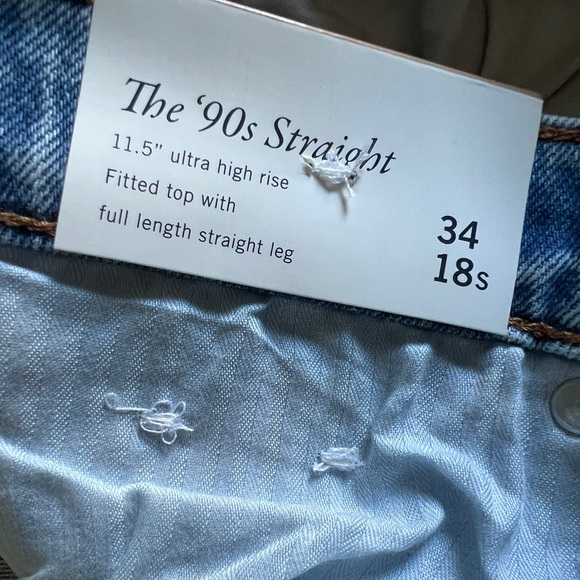 The ‘90s Straight
11.5” ultra high rise
Fitted top with
full length straight leg
34
18s